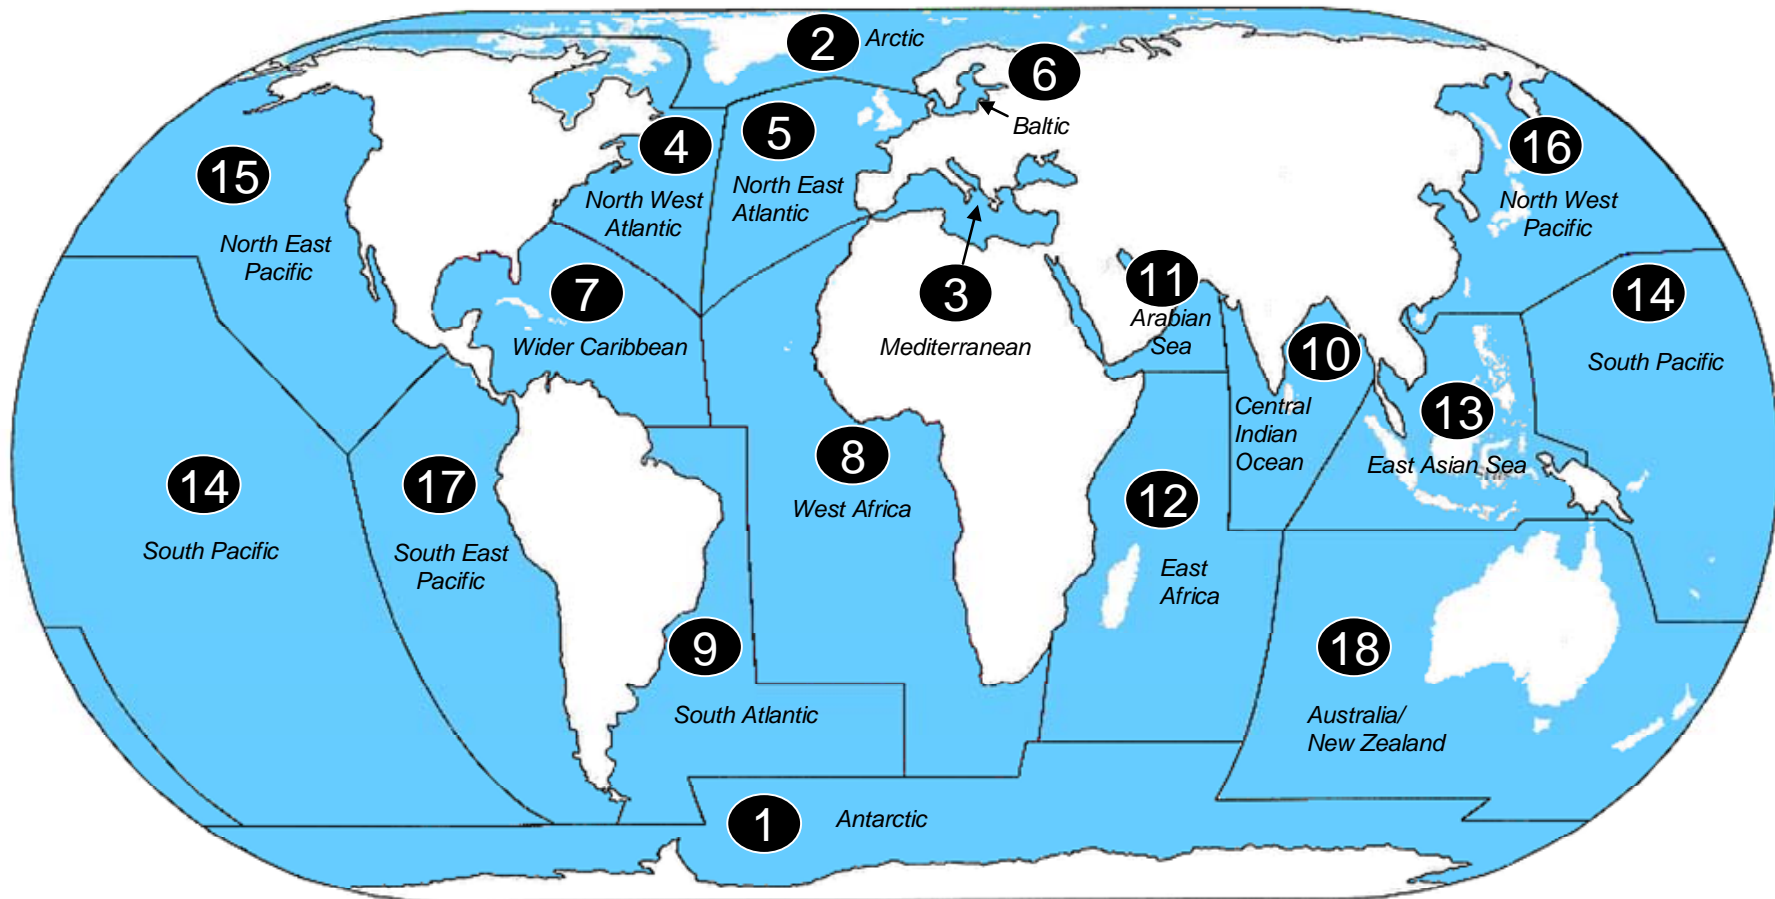 2
Arctic
6
Baltic
15
North East
Pacific
4
North West
Atlantic
5
North East
Atlantic
16
North West
Pacific
7
Wider Caribbean
3
Mediterranean
11
Arabian
Sea
10
Central
Indian
Ocean
14
South Pacific
13
East Asian Sea
14
South Pacific
17
South East
Pacific
8
West Africa
12
East
Africa
9
South Atlantic
18
Australia/
New Zealand
1
Antarctic